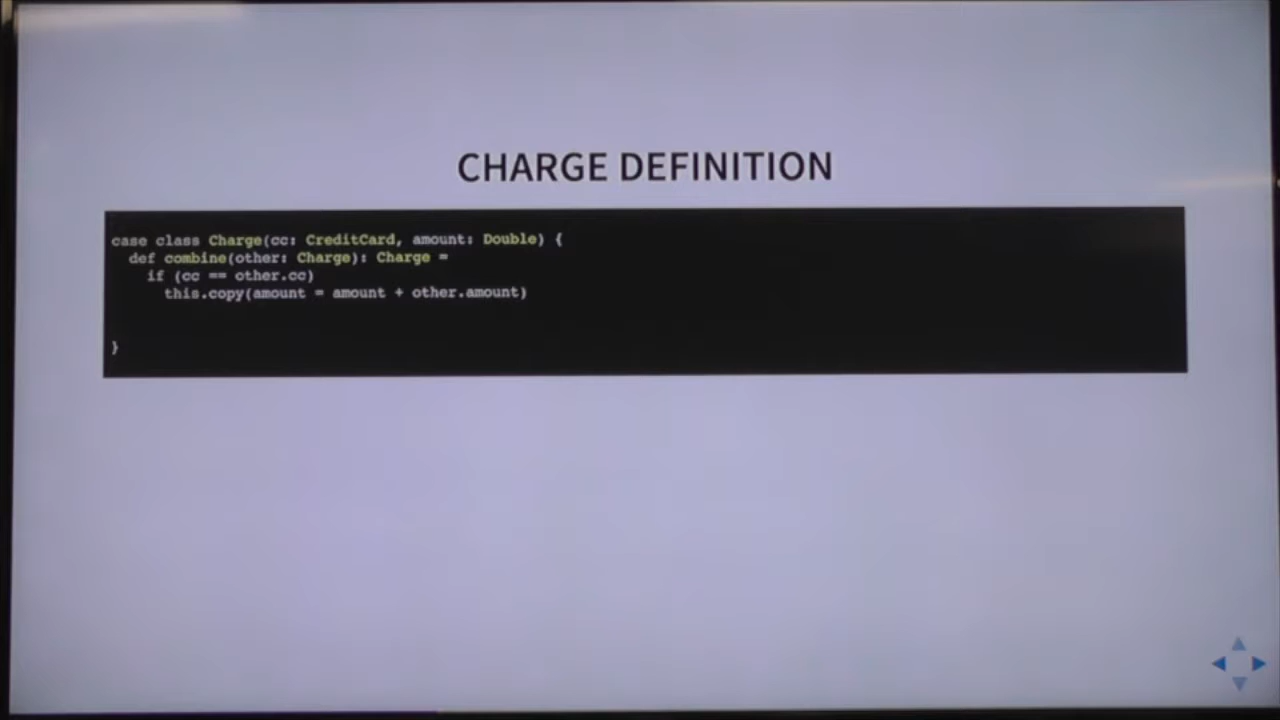 CHARGE DEFINITION
case class Charge(cc: CreditCard, amount: Double) {
  def combine(other: Charge): Charge =
    if (cc == other.cc)
      this.copy(amount = amount + other.amount)
}